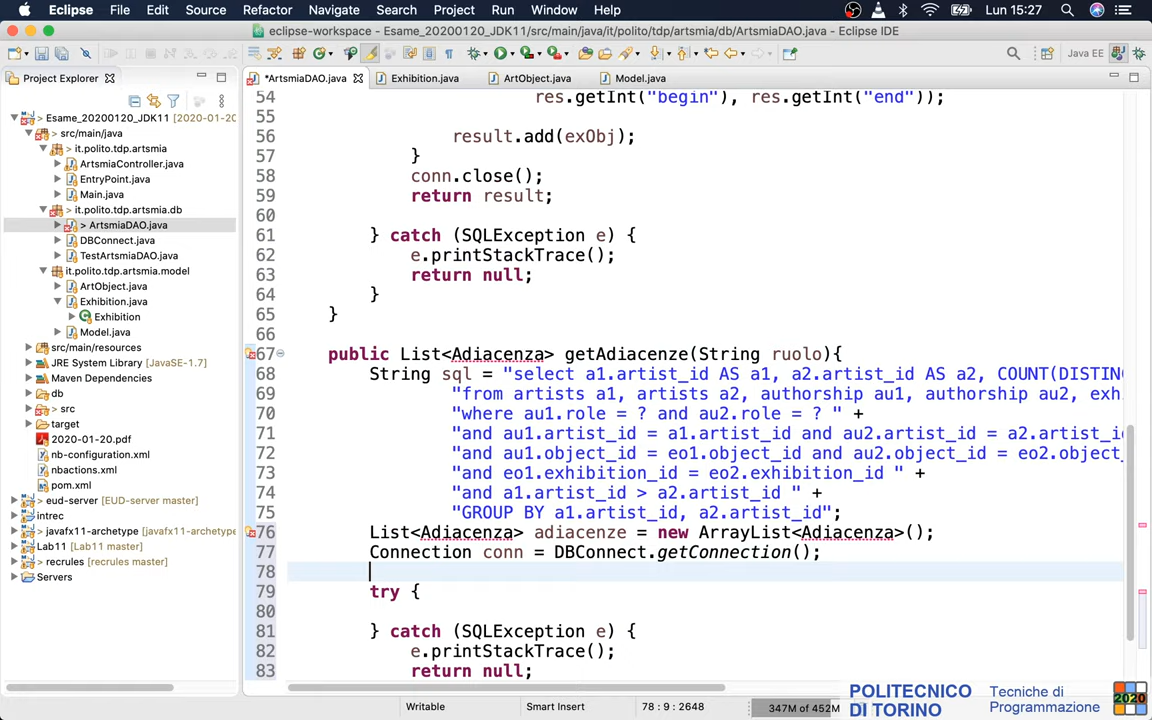 Eclipse File Edit Source Refactor Navigate Search Project Run Window Help Lun 15:27
eclipse-workspace - Esame_20200120_JDK11/src/main/java/it/polito/tdp/artsmia/db/ArtsmiaDAO.java - Eclipse IDE
Java EE
Project Explorer
*ArtsmiaDAO.java Exhibition.java ArtObject.java Model.java
Esame_20200120_JDK11 [2020-01-20
> src/main/java
> it.polito.tdp.artsmia
ArtsmiaController.java
EntryPoint.java
Main.java
> it.polito.tdp.artsmia.db
> ArtsmiaDAO.java
DBConnect.java
TestArtsmiaDAO.java
it.polito.tdp.artsmia.model
ArtObject.java
Exhibition.java
Exhibition
Model.java
src/main/resources
JRE System Library [JavaSE-1.7]
Maven Dependencies
db
> src
target
2020-01-20.pdf
nb-configuration.xml
nbactions.xml
pom.xml
> eud-server [EUD-server master]
intrec
> javafx11-archetype [javafx11-archetype
Lab11 [Lab11 master]
> recrules [recrules master]
Servers
54 res.getInt("begin"), res.getInt("end"));
55
56 result.add(exObj);
57 }
58 conn.close();
59 return result;
60
61 } catch (SQLException e) {
62 e.printStackTrace();
63 return null;
64 }
65 }
66
67 public List<Adiacenza> getAdiacenze(String ruolo){
68 String sql = "select a1.artist_id AS a1, a2.artist_id AS a2, COUNT(DISTIN
69 "from artists a1, artists a2, authorship au1, authorship au2, exh
70 "where au1.role = ? and au2.role = ? " +
71 "and au1.artist_id = a1.artist_id and au2.artist_id = a2.artist_i
72 "and au1.object_id = eo1.object_id and au2.object_id = eo2.object_
73 "and eo1.exhibition_id = eo2.exhibition_id " +
74 "and a1.artist_id > a2.artist_id " +
75 "GROUP BY a1.artist_id, a2.artist_id";
76 List<Adiacenza> adiacenze = new ArrayList<Adiacenza>();
77 Connection conn = DBConnect.getConnection();
78
79 try {
80
81 } catch (SQLException e) {
82 e.printStackTrace();
83 return null;
Writable Smart Insert 78 : 9 : 2648 347M of 452M
POLITECNICO
DI TORINO
Tecniche di
Programmazione
2020